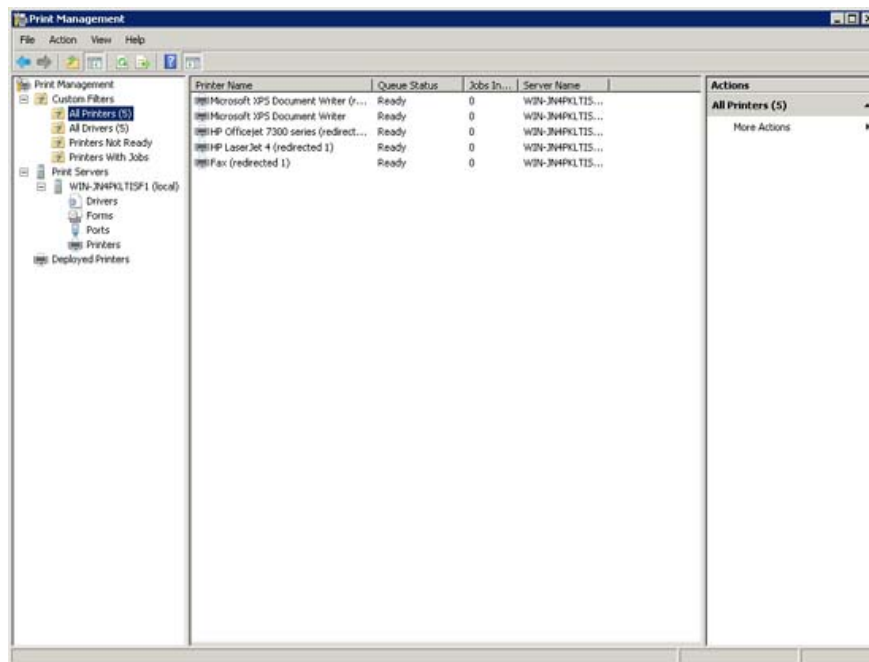 Print Management
File Action View Help
Print Management
Custom Filters
All Printers (5)
All Drivers (5)
Printers Not Ready
Printers With Jobs
Print Servers
WIN-JN4PKLTISF1 (local)
Drivers
Forms
Ports
Printers
Deployed Printers
Printer Name Queue Status Jobs In... Server Name
Microsoft XPS Document Writer (r... Ready 0 WIN-JN4PKLTIS...
Microsoft XPS Document Writer Ready 0 WIN-JN4PKLTIS...
HP Officejet 7300 series (redirect... Ready 0 WIN-JN4PKLTIS...
HP LaserJet 4 (redirected 1) Ready 0 WIN-JN4PKLTIS...
Fax (redirected 1) Ready 0 WIN-JN4PKLTIS...
Actions
All Printers (5)
More Actions